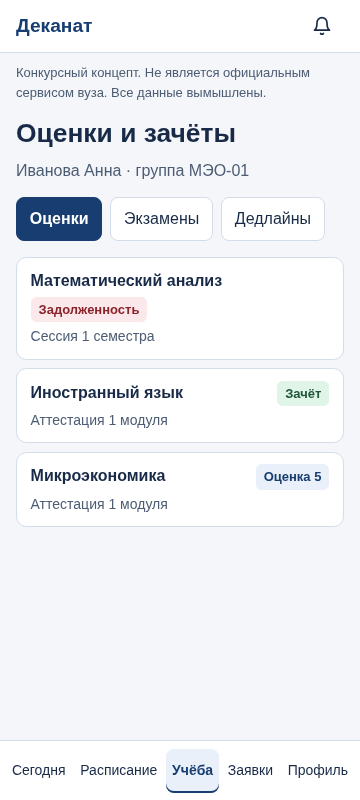 Деканат
Конкурсный концепт. Не является официальным
сервисом вуза. Все данные вымышлены.
Оценки и зачёты
Иванова Анна · группа МЭО-01
Оценки Экзамены Дедлайны
Математический анализ
Задолженность
Сессия 1 семестра
Иностранный язык Зачёт
Аттестация 1 модуля
Микроэкономика Оценка 5
Аттестация 1 модуля
Сегодня Расписание Учёба Заявки Профиль